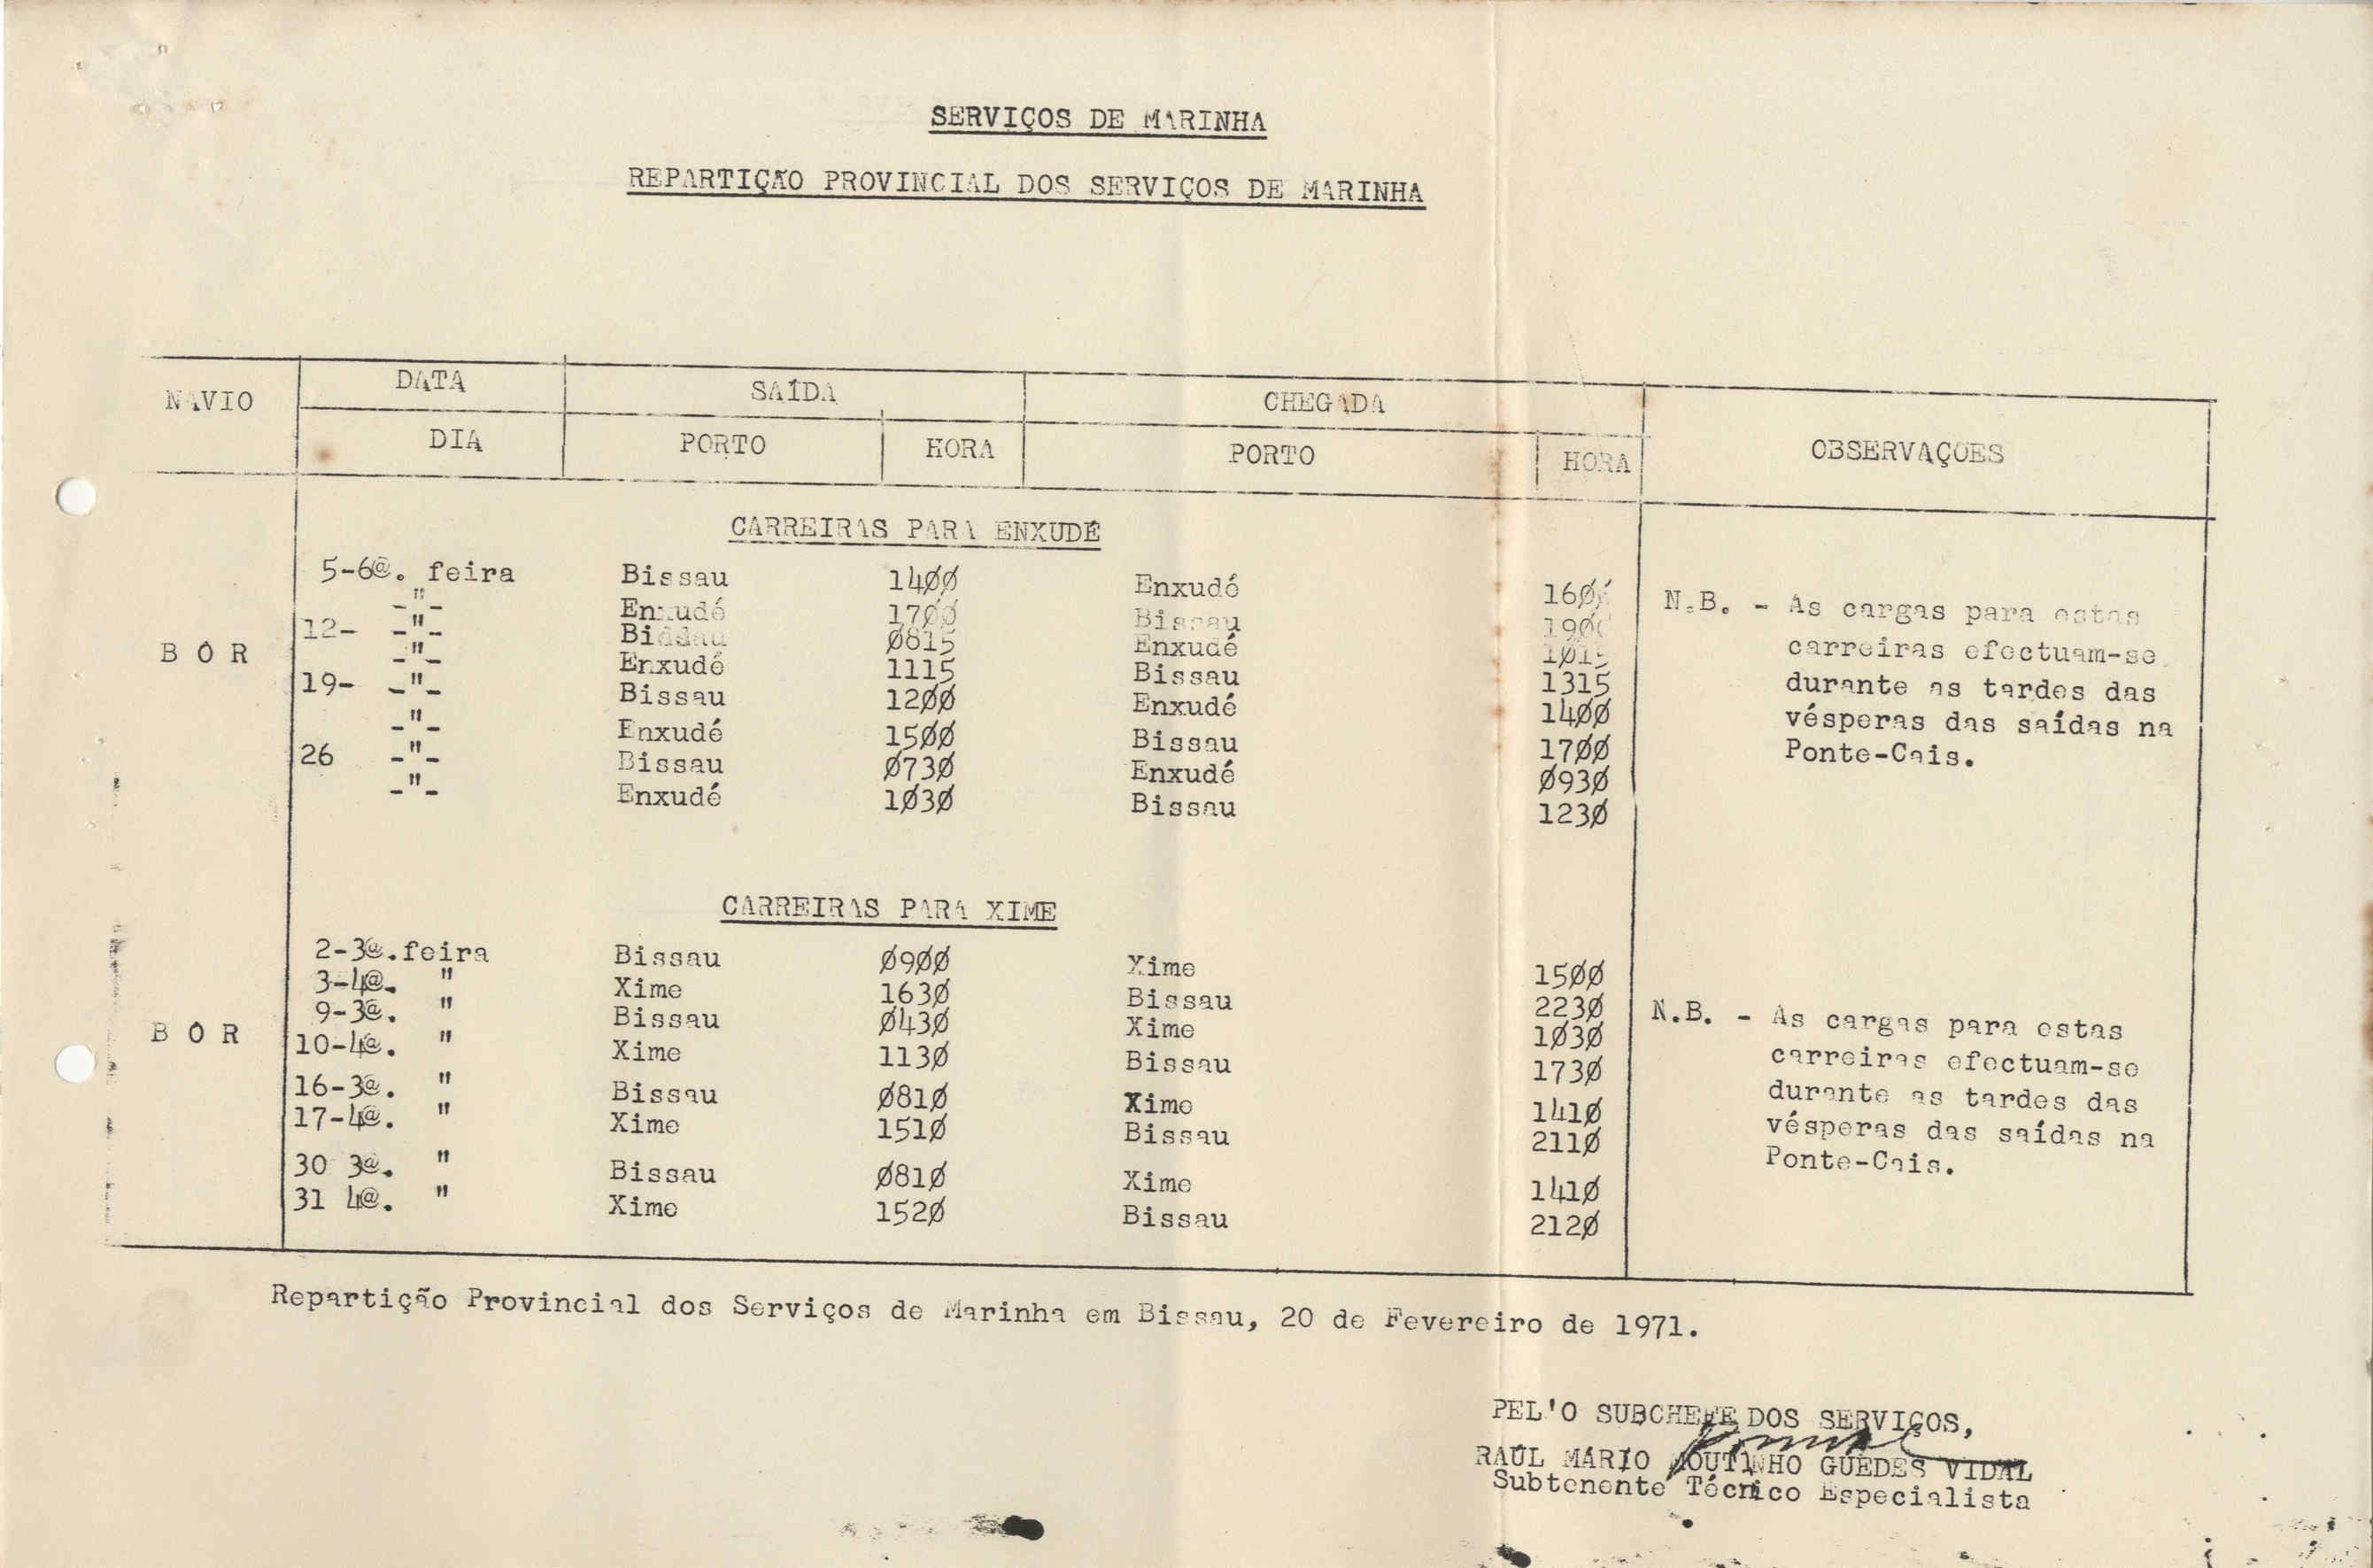 SERVIÇOS DE MARINHA
REPARTIÇÃO PROVINCIAL DOS SERVIÇOS DE MARINHA
NAVIO DATA SAÍDA CHEGADA OBSERVAÇOES
DIA PORTO HORA PORTO HORA
CARREIRAS PARA ENXUDÉ
5-6@. feira Bissau 14ØØ Enxudé 16ØØ
-"- Enxudé 17ØØ Bissau 19ØØ
12- -"- Biddau Ø815 Enxudé 1Ø15
-"- Enxudé 1115 Bissau 1315
19- -"- Bissau 12ØØ Enxudé 14ØØ
-"- Enxudé 15ØØ Bissau 17ØØ
26 -"- Bissau Ø73Ø Enxudé Ø93Ø
-"- Enxudé 1Ø3Ø Bissau 123Ø
B Ô R
N.B. - As cargas para estas
carreiras efectuam-se
durante as tardes das
vésperas das saídas na
Ponte-Cais.
CARREIRAS PARA XIME
2-3@.feira Bissau Ø9ØØ Xime 15ØØ
3-4@. " Xime 163Ø Bissau 223Ø
9-3@. " Bissau Ø43Ø Xime 1Ø3Ø
10-4@. " Xime 113Ø Bissau 173Ø
16-3@. " Bissau Ø81Ø Xime 141Ø
17-4@. " Xime 151Ø Bissau 211Ø
30 3@. " Bissau Ø81Ø Xime 141Ø
31 4@. " Xime 152Ø Bissau 212Ø
B Ô R
N.B. - As cargas para estas
carreiras efectuam-se
durante as tardes das
vésperas das saídas na
Ponte-Cais.
Repartição Provincial dos Serviços de Marinha em Bissau, 20 de Fevereiro de 1971.
PEL'O SUBCHEFE DOS SERVIÇOS,
RAÚL MÁRIO MOUTINHO GUEDES VIDAL
Subtenente Técnico Especialista